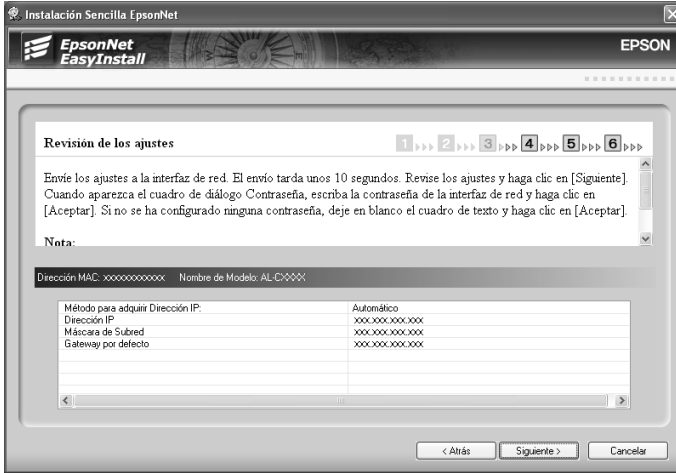 Instalación Sencilla EpsonNet
EpsonNet
EasyInstall
EPSON
Revisión de los ajustes
1 2 3 4 5 6
Envíe los ajustes a la interfaz de red. El envío tarda unos 10 segundos. Revise los ajustes y haga clic en [Siguiente].
Cuando aparezca el cuadro de diálogo Contraseña, escriba la contraseña de la interfaz de red y haga clic en
[Aceptar]. Si no se ha configurado ninguna contraseña, deje en blanco el cuadro de texto y haga clic en [Aceptar].
Nota:
Dirección MAC: xxxxxxxxxxxx Nombre de Modelo: AL-CXXXX
Método para adquirir Dirección IP: Automático
Dirección IP xxx.xxx.xxx.xxx
Máscara de Subred xxx.xxx.xxx.xxx
Gateway por defecto xxx.xxx.xxx.xxx
< Atrás Siguiente > Cancelar